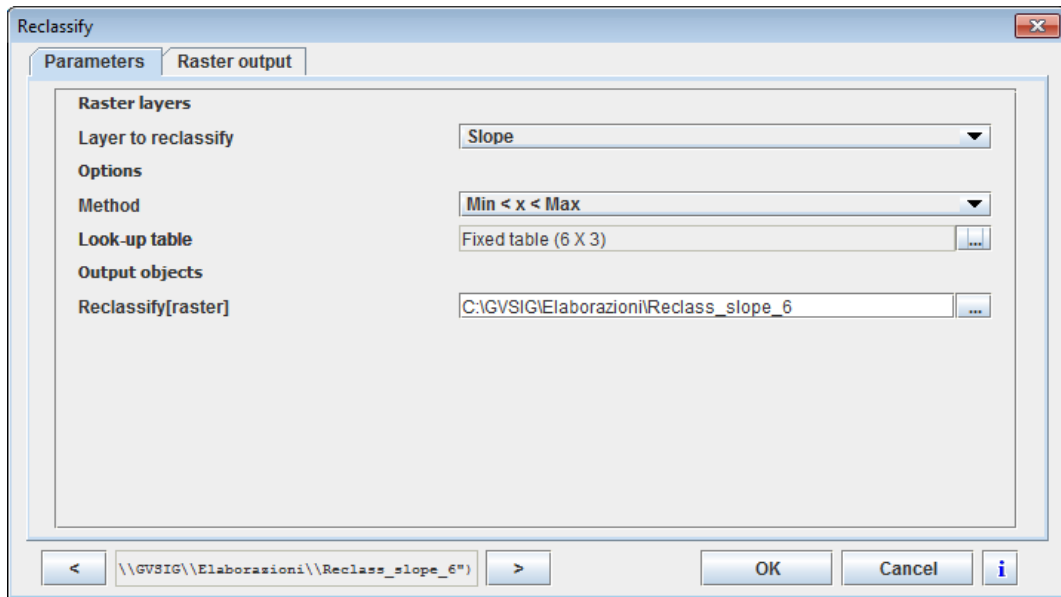 Reclassify
Parameters Raster output
Raster layers
Layer to reclassify Slope
Options
Method Min < x < Max
Look-up table Fixed table (6 X 3) ...
Output objects
Reclassify[raster] C:\GVSIG\Elaborazioni\Reclass_slope_6 ...
< \\GVSIG\\Elaborazioni\\Reclass_slope_6") > OK Cancel i